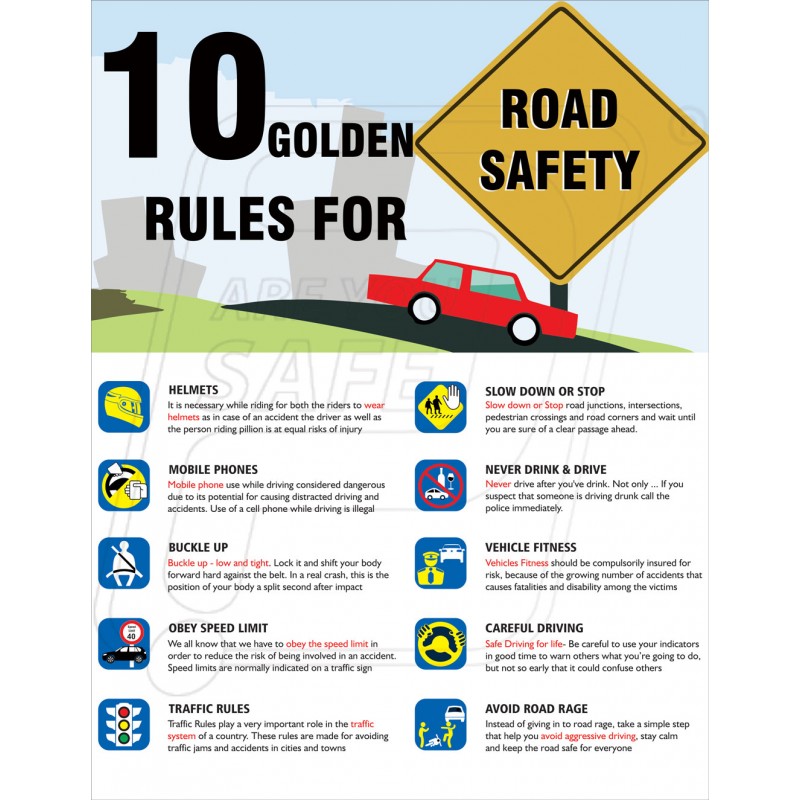 10 GOLDEN
RULES FOR
ROAD
SAFETY
ARE YOU
SAFE
®
HELMETS
It is necessary while riding for both the riders to wear
helmets as in case of an accident the driver as well as
the person riding pillion is at equal risks of injury
MOBILE PHONES
Mobile phone use while driving considered dangerous
due to its potential for causing distracted driving and
accidents. Use of a cell phone while driving is illegal
BUCKLE UP
Buckle up - low and tight. Lock it and shift your body
forward hard against the belt. In a real crash, this is the
position of your body a split second after impact
OBEY SPEED LIMIT
We all know that we have to obey the speed limit in
order to reduce the risk of being involved in an accident.
Speed limits are normally indicated on a traffic sign
40
TRAFFIC RULES
Traffic Rules play a very important role in the traffic
system of a country. These rules are made for avoiding
traffic jams and accidents in cities and towns
SLOW DOWN OR STOP
Slow down or Stop road junctions, intersections,
pedestrian crossings and road corners and wait until
you are sure of a clear passage ahead.
NEVER DRINK & DRIVE
Never drive after you've drink. Not only ... If you
suspect that someone is driving drunk call the
police immediately.
VEHICLE FITNESS
Vehicles Fitness should be compulsorily insured for
risk, because of the growing number of accidents that
causes fatalities and disability among the victims
CAREFUL DRIVING
Safe Driving for life- Be careful to use your indicators
in good time to warn others what you're going to do,
but not so early that it could confuse others
AVOID ROAD RAGE
Instead of giving in to road rage, take a simple step
that help you avoid aggressive driving, stay calm
and keep the road safe for everyone